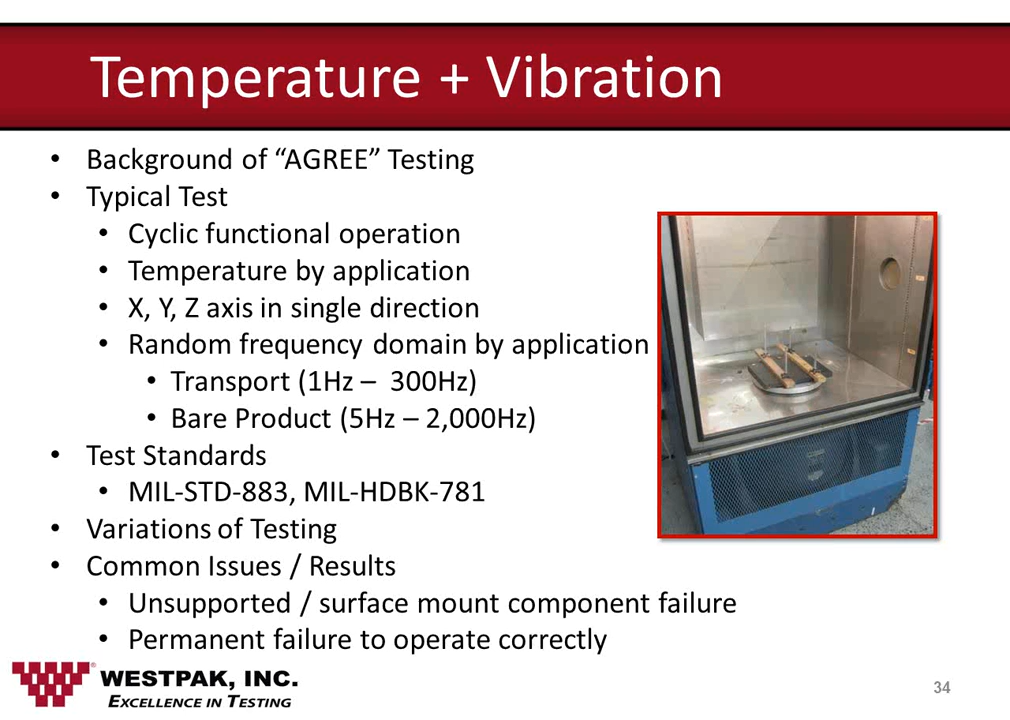 Temperature + Vibration
• Background of “AGREE” Testing
• Typical Test
• Cyclic functional operation
• Temperature by application
• X, Y, Z axis in single direction
• Random frequency domain by application
• Transport (1Hz – 300Hz)
• Bare Product (5Hz – 2,000Hz)
• Test Standards
• MIL-STD-883, MIL-HDBK-781
• Variations of Testing
• Common Issues / Results
• Unsupported / surface mount component failure
• Permanent failure to operate correctly
® WESTPAK, INC.
EXCELLENCE IN TESTING
34